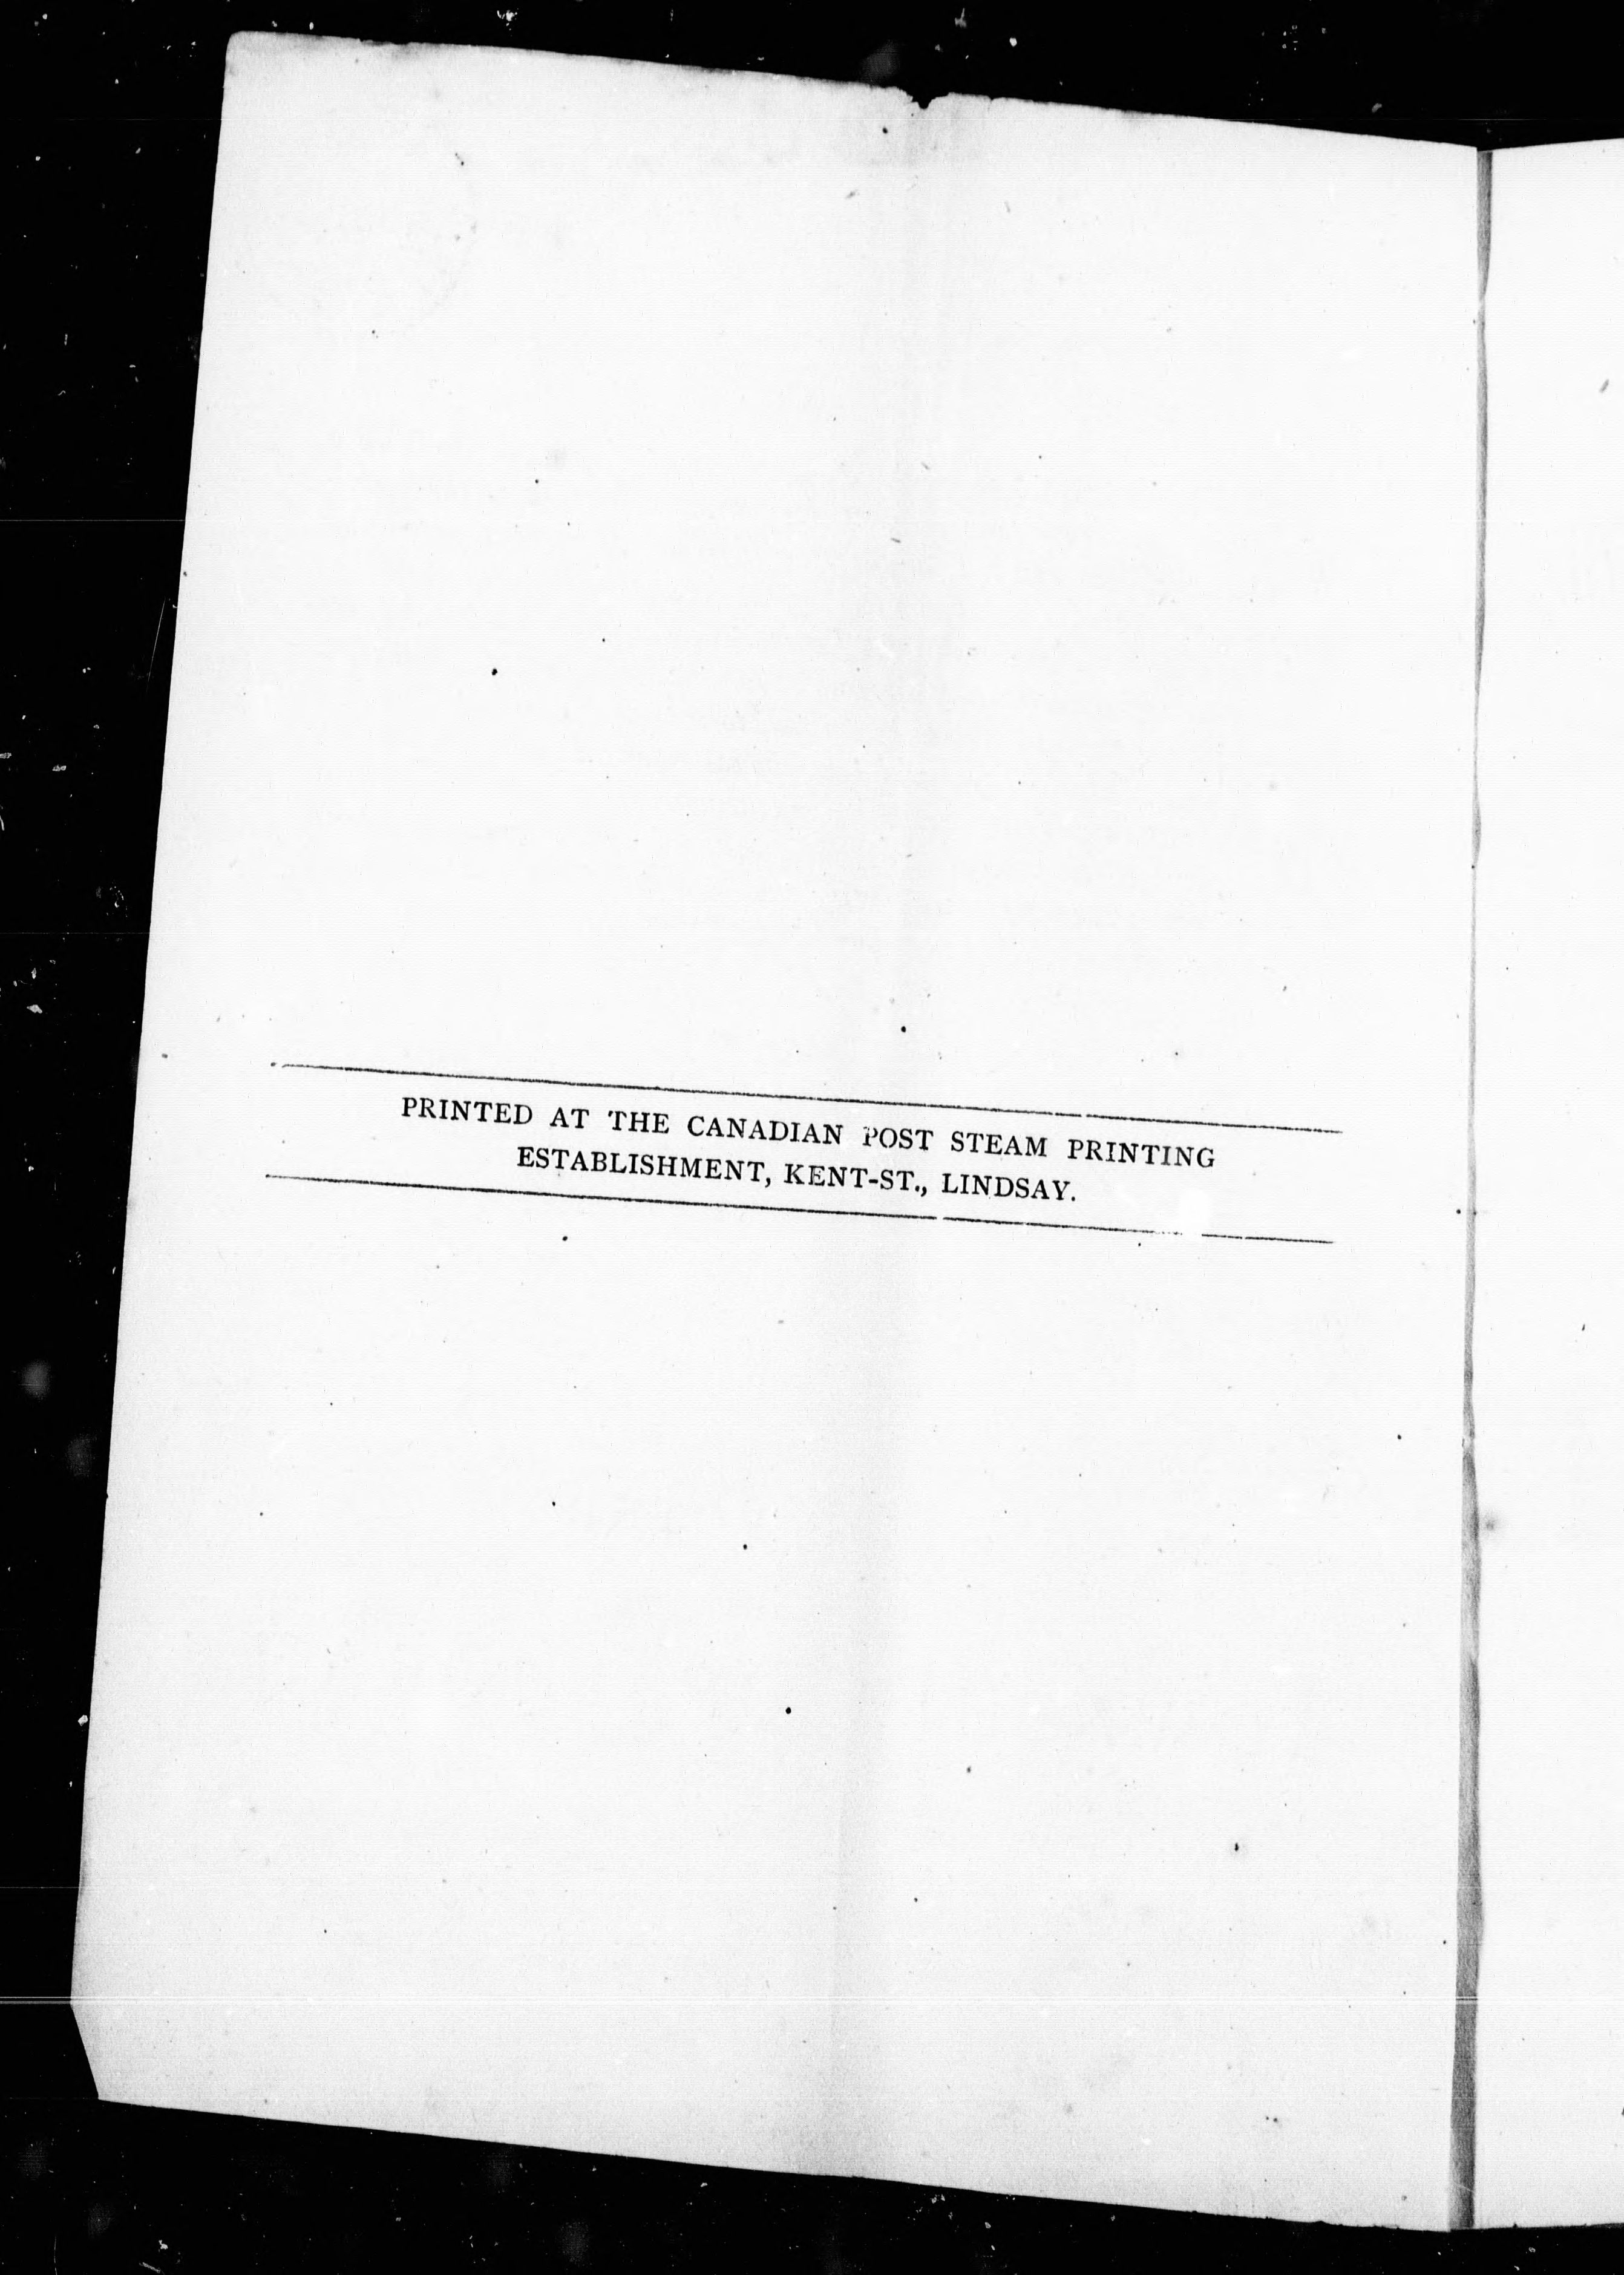 PRINTED AT THE CANADIAN POST STEAM PRINTING
ESTABLISHMENT, KENT-ST., LINDSAY.